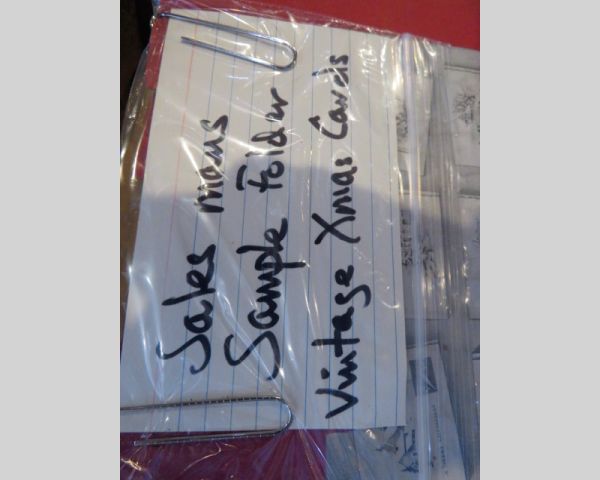 Sales mans
Sample Folder
Vintage Xmas Cards